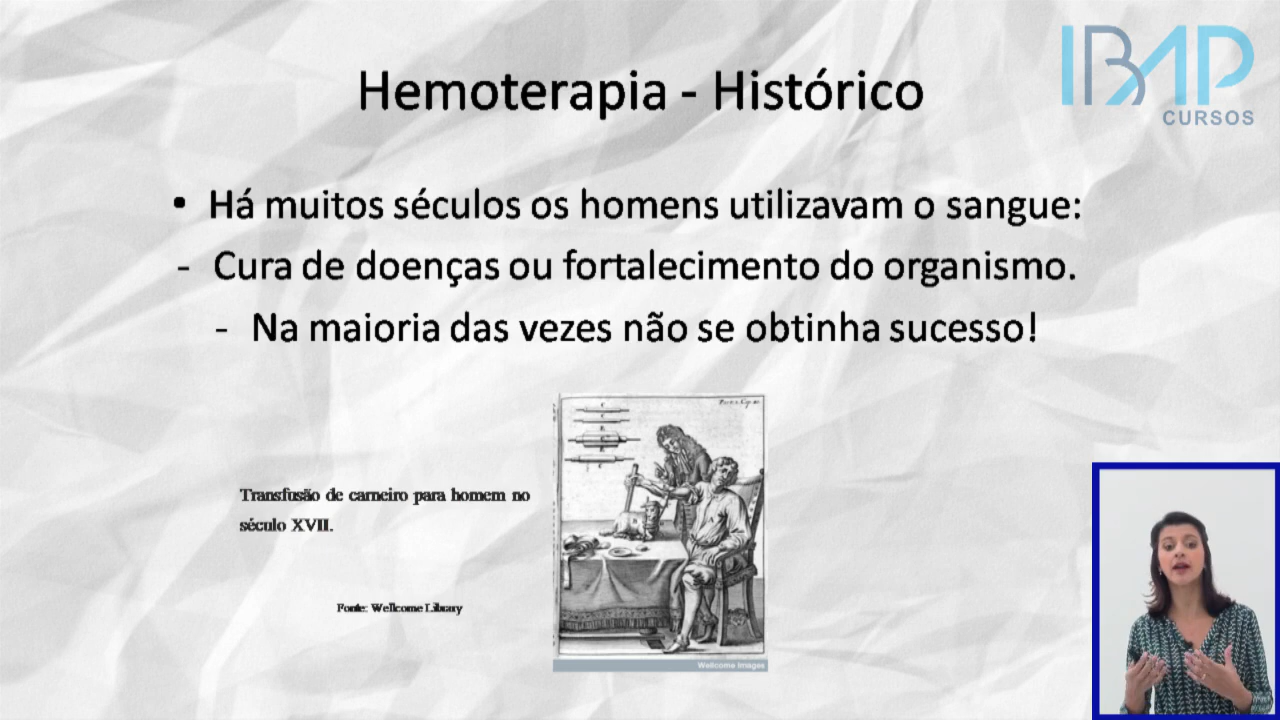 IBAP
CURSOS
Hemoterapia - Histórico
• Há muitos séculos os homens utilizavam o sangue:
- Cura de doenças ou fortalecimento do organismo.
- Na maioria das vezes não se obtinha sucesso!
Transfusão de carneiro para homem no
século XVII.
Fonte: Wellcome Library
Wellcome Images